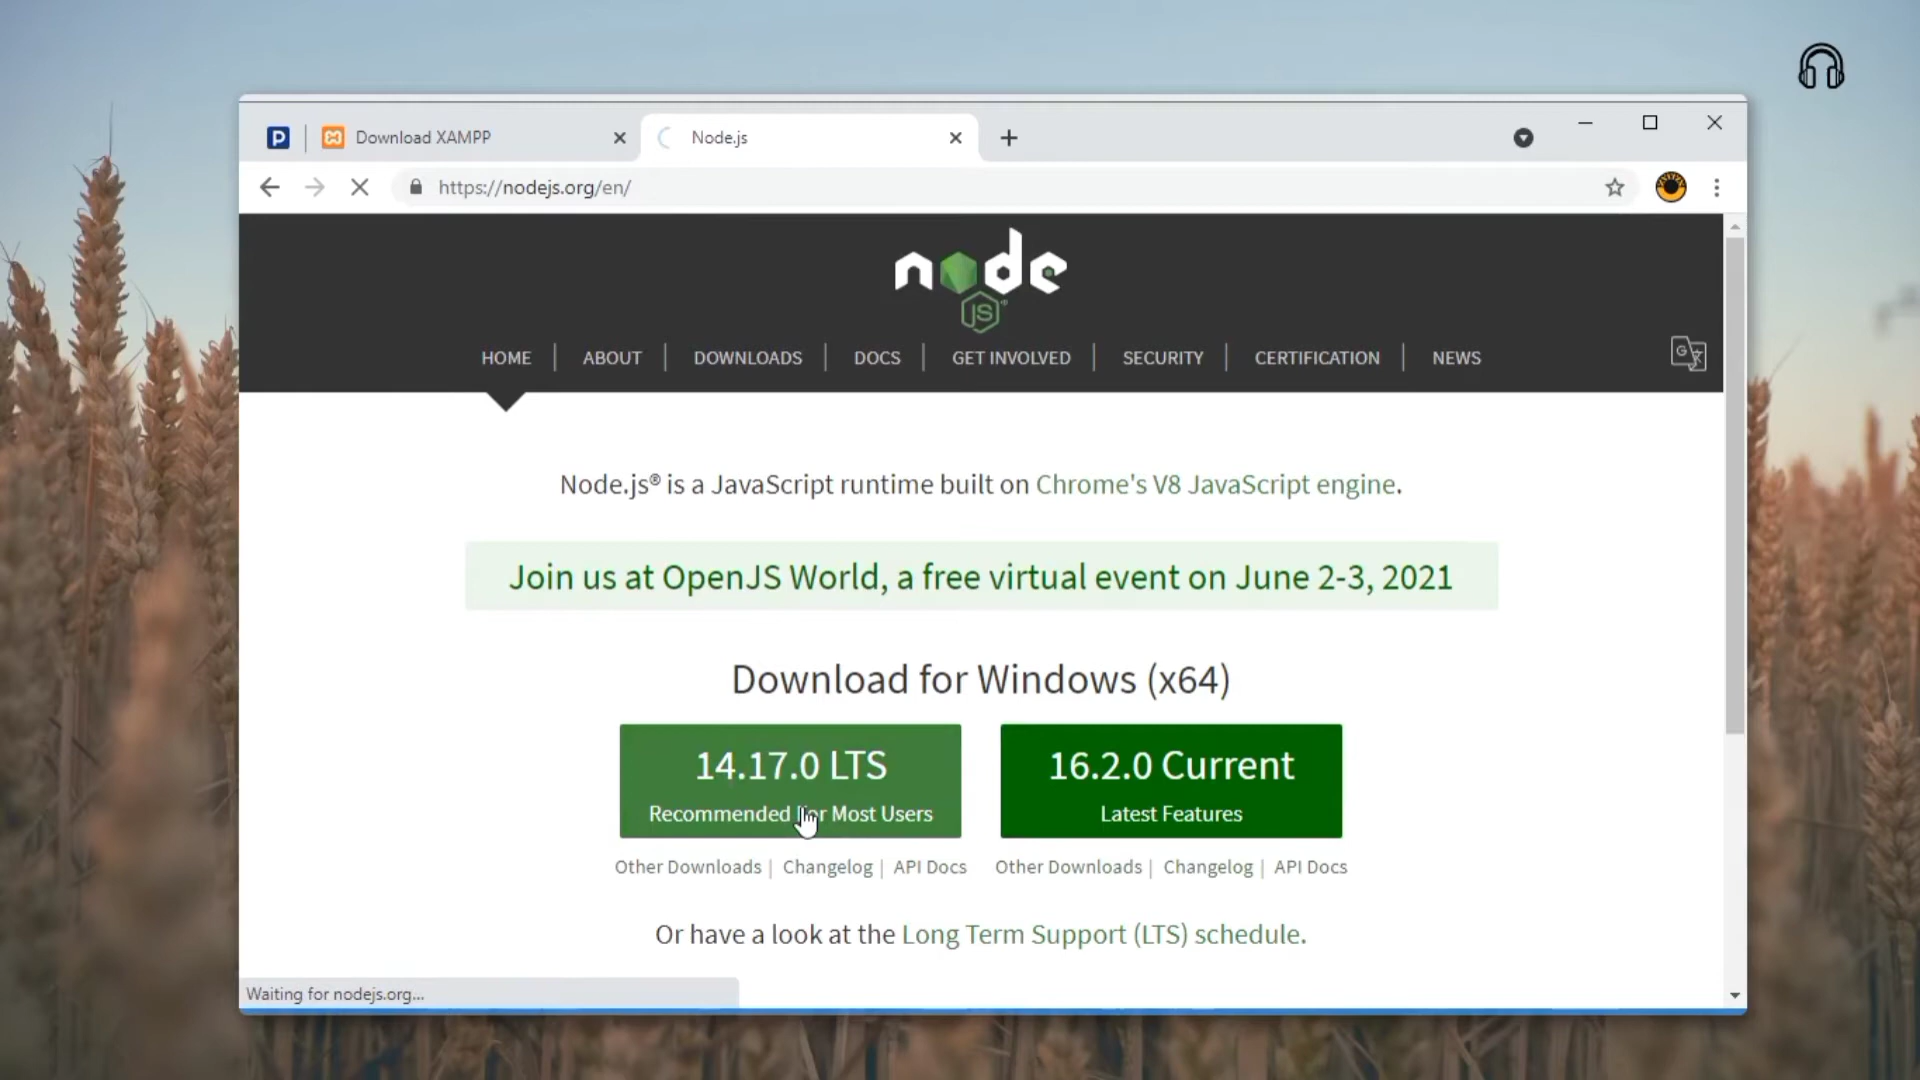 P
Download XAMPP
Node.js
https://nodejs.org/en/
node
JS
HOME | ABOUT | DOWNLOADS | DOCS | GET INVOLVED | SECURITY | CERTIFICATION | NEWS
Node.js® is a JavaScript runtime built on Chrome's V8 JavaScript engine.
Join us at OpenJS World, a free virtual event on June 2-3, 2021
Download for Windows (x64)
14.17.0 LTS
Recommended For Most Users
16.2.0 Current
Latest Features
Other Downloads | Changelog | API Docs
Other Downloads | Changelog | API Docs
Or have a look at the Long Term Support (LTS) schedule.
Waiting for nodejs.org...